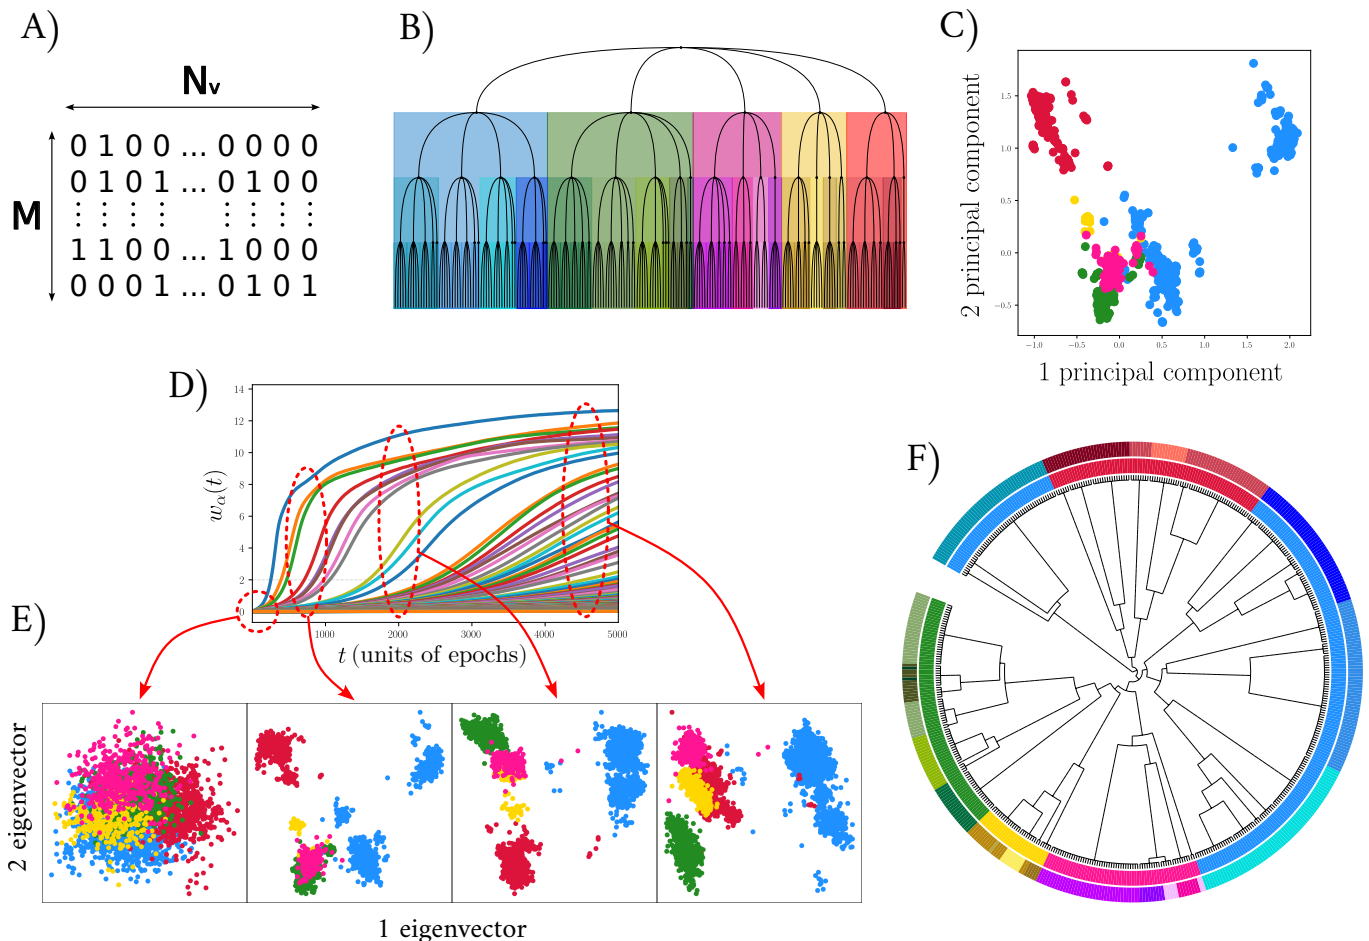 A)
N_v
M
0 1 0 0 ... 0 0 0 0
0 1 0 1 ... 0 1 0 0
⋮ ⋮ ⋮ ⋮ ⋮ ⋮ ⋮ ⋮
1 1 0 0 ... 1 0 0 0
0 0 0 1 ... 0 1 0 1
B)
C)
2 principal component
1.5
1.0
0.5
0.0
−0.5
−1.0 −0.5 0.0 0.5 1.0 1.5 2.0
1 principal component
D)
w_α(t)
14
12
10
8
6
4
2
0
1000 2000 3000 4000 5000
t (units of epochs)
E)
2 eigenvector
1 eigenvector
F)